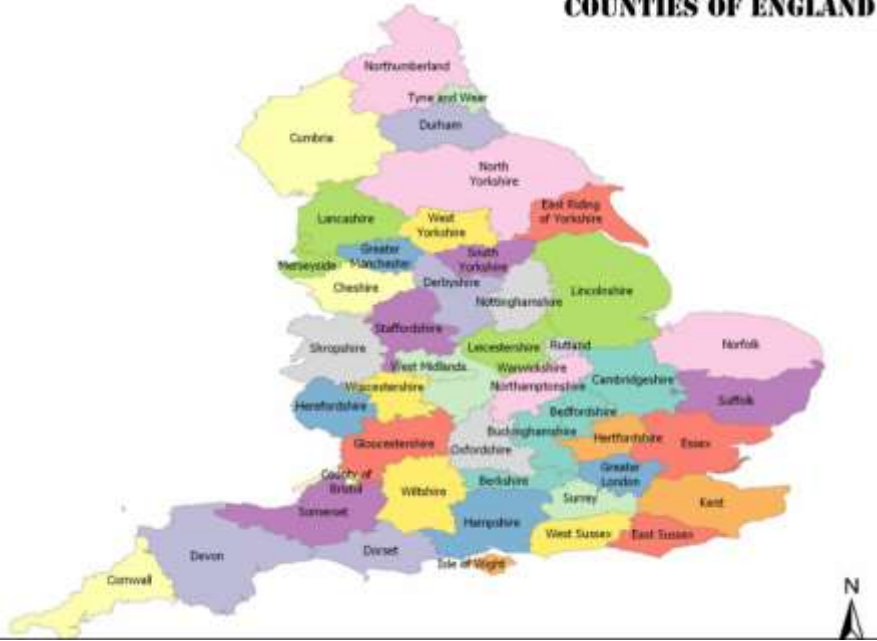 COUNTIES OF ENGLAND
Northumberland
Tyne and Wear
Durham
Cumbria
North
Yorkshire
East Riding
of Yorkshire
Lancashire
West
Yorkshire
Greater
Manchester
South
Yorkshire
Merseyside
Cheshire
Derbyshire
Nottinghamshire
Lincolnshire
Staffordshire
Shropshire
Leicestershire
Rutland
Norfolk
West Midlands
Warwickshire
Northamptonshire
Cambridgeshire
Worcestershire
Herefordshire
Suffolk
Bedfordshire
Buckinghamshire
Hertfordshire
Essex
Gloucestershire
Oxfordshire
County of
Bristol
Wiltshire
Berkshire
Greater
London
Surrey
Kent
Somerset
Hampshire
West Sussex
East Sussex
Devon
Dorset
Isle of Wight
Cornwall
N